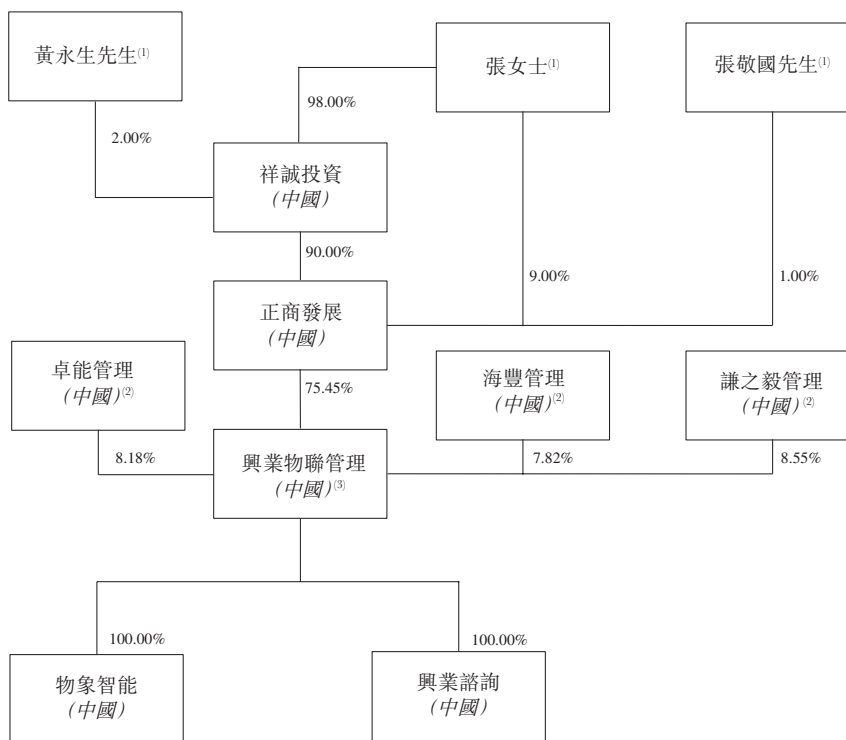 黃永生先生(1)
張女士(1)
張敬國先生(1)
98.00%
2.00%
祥誠投資
(中國)
90.00%
9.00%
1.00%
正商發展
(中國)
卓能管理
(中國)(2)
75.45%
海豐管理
(中國)(2)
謙之毅管理
(中國)(2)
8.18%
興業物聯管理
(中國)(3)
7.82%
8.55%
100.00%
100.00%
物象智能
(中國)
興業諮詢
(中國)